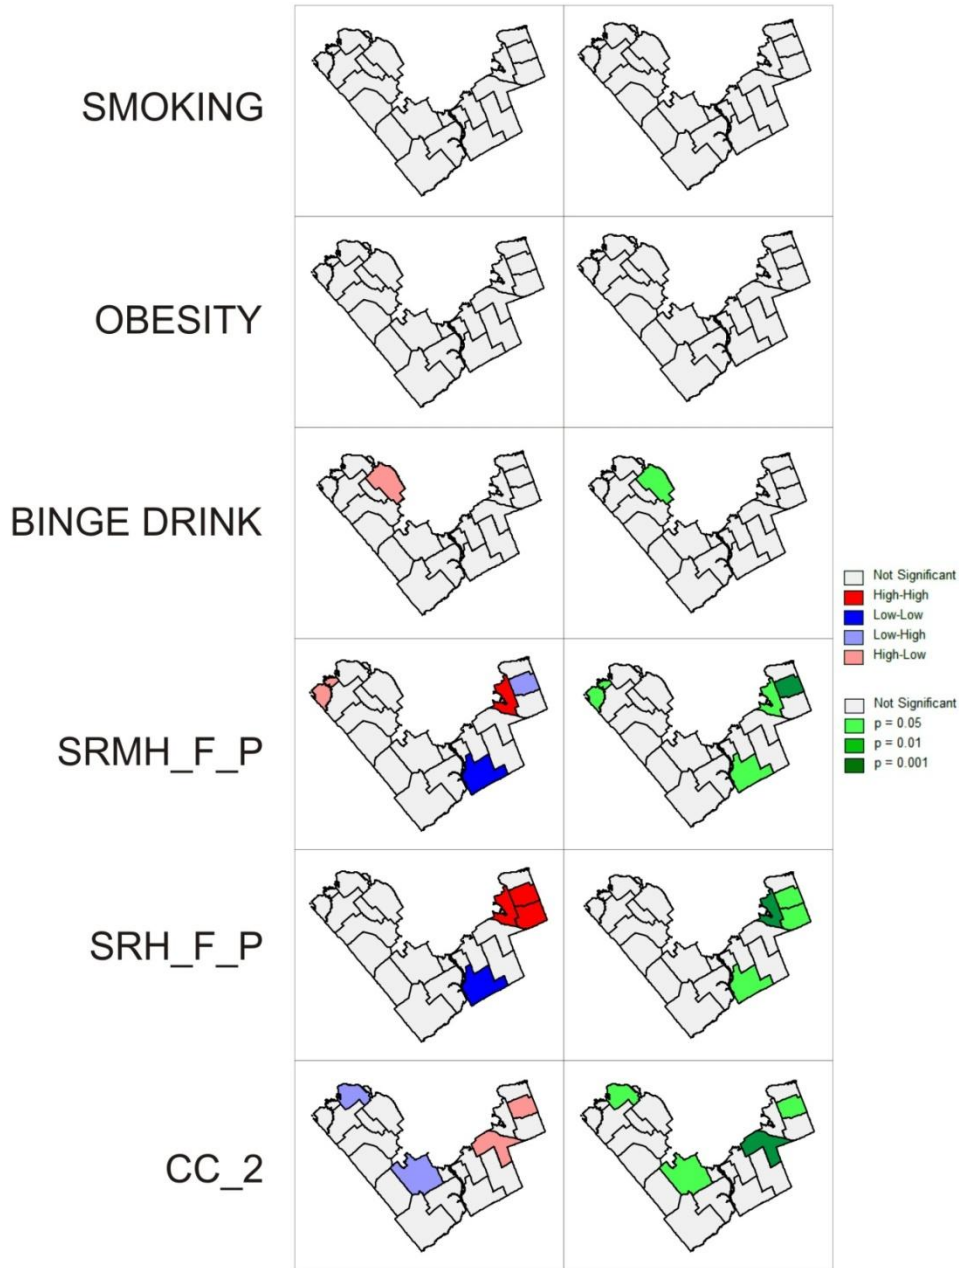 SMOKING
OBESITY
BINGE DRINK
Not Significant
High-High
Low-Low
Low-High
High-Low
SRMH_F_P
Not Significant
p = 0.05
p = 0.01
p = 0.001
SRH_F_P
CC_2